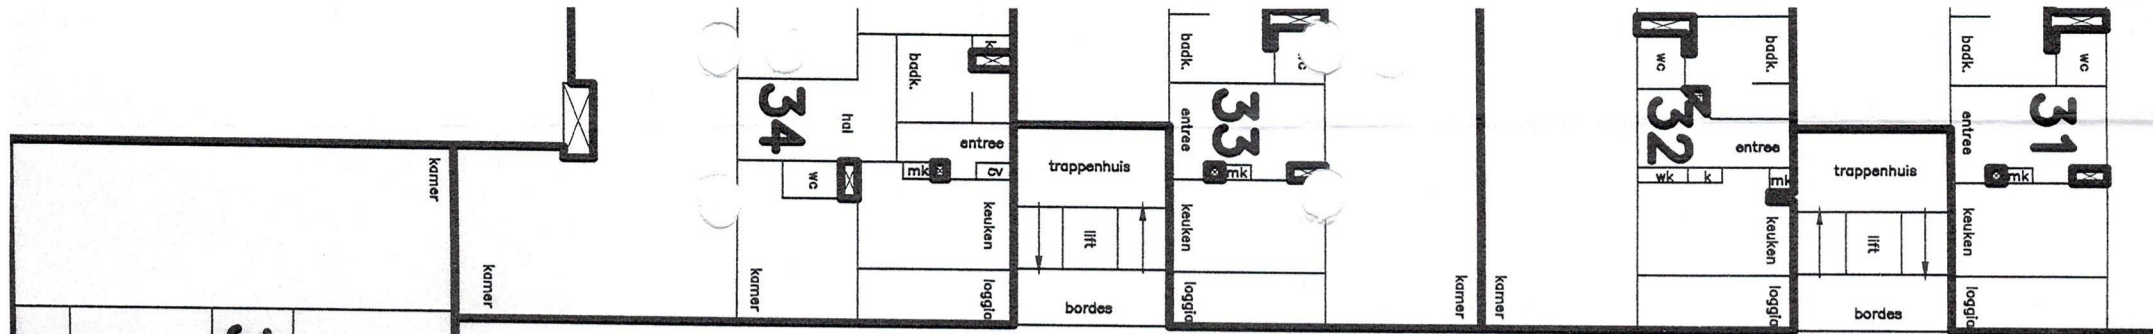 kamer
kamer
34
hal
wc
kamer
badk.
k
entree
mk
cv
keuken
loggia
trappenhuis
lift
bordes
badk.
wc
33
entree
mk
keuken
loggia
kamer
kamer
wc
badk.
32
entree
wk
k
mk
keuken
loggia
trappenhuis
lift
bordes
badk.
wc
31
entree
mk
keuken
loggia